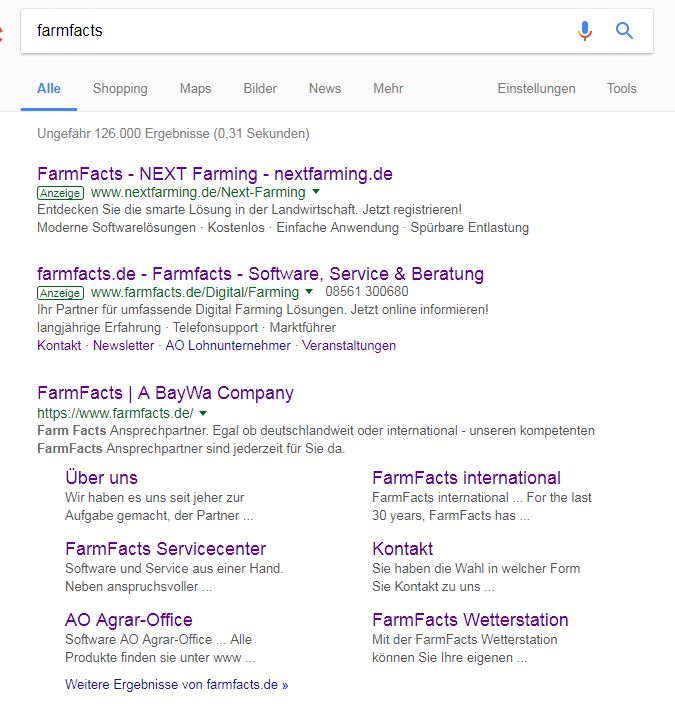 farmfacts
Alle Shopping Maps Bilder News Mehr Einstellungen Tools
Ungefähr 126.000 Ergebnisse (0,31 Sekunden)
FarmFacts - NEXT Farming - nextfarming.de
Anzeige www.nextfarming.de/Next-Farming
Entdecken Sie die smarte Lösung in der Landwirtschaft. Jetzt registrieren!
Moderne Softwarelösungen · Kostenlos · Einfache Anwendung · Spürbare Entlastung
farmfacts.de - Farmfacts - Software, Service & Beratung
Anzeige www.farmfacts.de/Digital/Farming 08561 300680
Ihr Partner für umfassende Digital Farming Lösungen. Jetzt online informieren!
langjährige Erfahrung · Telefonsupport · Marktführer
Kontakt · Newsletter · AO Lohnunternehmer · Veranstaltungen
FarmFacts | A BayWa Company
https://www.farmfacts.de/
Farm Facts Ansprechpartner. Egal ob deutschlandweit oder international - unseren kompetenten
FarmFacts Ansprechpartner sind jederzeit für Sie da.
Über uns
Wir haben es uns seit jeher zur
Aufgabe gemacht, der Partner ...
FarmFacts international
FarmFacts international ... For the last
30 years, FarmFacts has ...
FarmFacts Servicecenter
Software und Service aus einer Hand.
Neben anspruchsvoller ...
Kontakt
Sie haben die Wahl in welcher Form
Sie Kontakt zu uns ...
AO Agrar-Office
Software AO Agrar-Office ... Alle
Produkte finden sie unter www ...
FarmFacts Wetterstation
Mit der FarmFacts Wetterstation
können Sie Ihre eigenen ...
Weitere Ergebnisse von farmfacts.de »